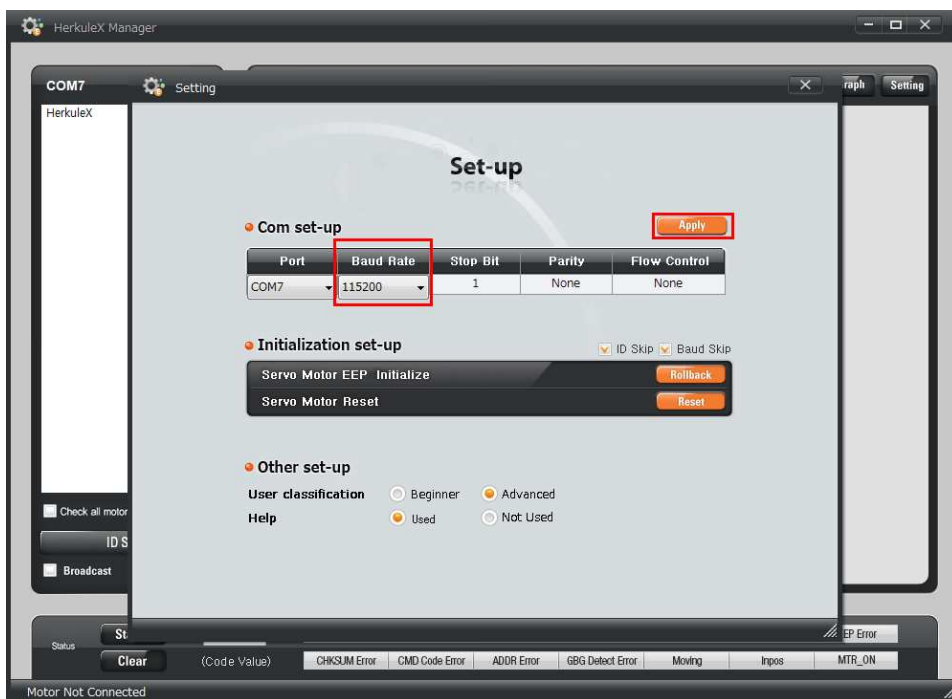 HerkuleX Manager
COM7
Setting
raph
Setting
HerkuleX
Set-up
Com set-up
Apply
Port Baud Rate Stop Bit Parity Flow Control
COM7 115200 1 None None
Initialization set-up
ID Skip Baud Skip
Servo Motor EEP Initialize Rollback
Servo Motor Reset Reset
Other set-up
User classification Beginner Advanced
Help Used Not Used
Check all motor
ID S
Broadcast
Status
St
EP Error
Clear (Code Value) CHKSUM Error CMD Code Error ADDR Error GBG Detect Error Moving Inpos MTR_ON
Motor Not Connected